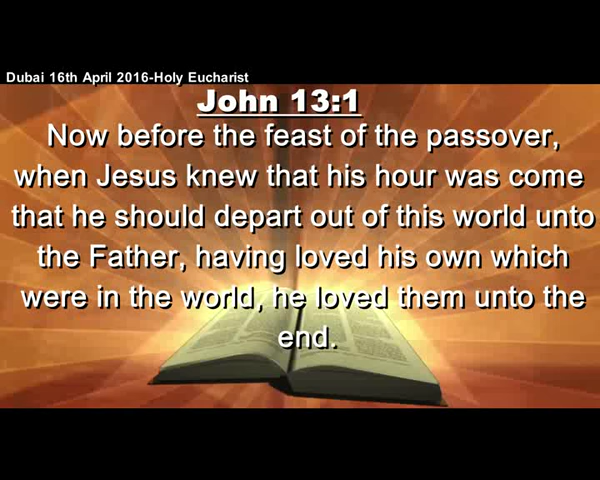 Dubai 16th April 2016-Holy Eucharist
John 13:1
Now before the feast of the passover,
when Jesus knew that his hour was come
that he should depart out of this world unto
the Father, having loved his own which
were in the world, he loved them unto the
end.